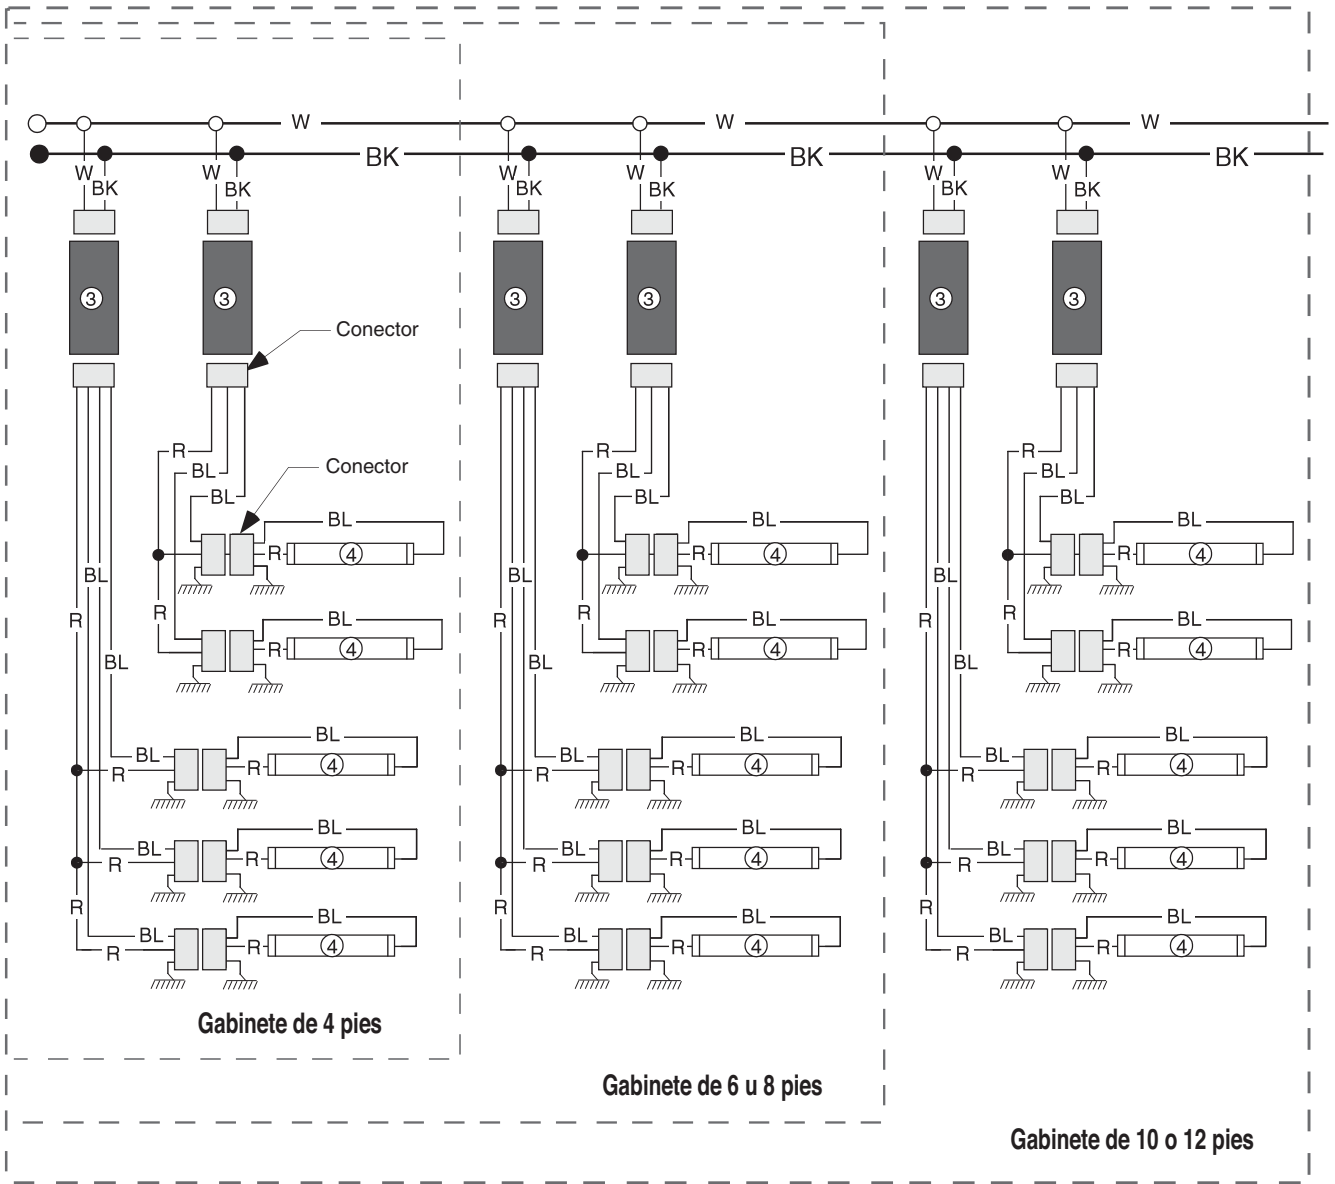 W W W
BK BK BK
W W W W W W
BK BK BK BK BK BK
3 3 3 3 3 3
Conector
R R R
Conector
BL BL BL
BL BL BL
BL BL BL
R 4 R 4 R 4
BL BL BL
R R R
R BL R BL R BL
R 4 R 4 R 4
BL BL BL
BL BL BL
BL BL BL
R R 4 R R 4 R R 4
BL BL BL
BL BL BL
R R 4 R R 4 R R 4
R R R
BL BL BL
BL BL BL
R R 4 R R 4 R R 4
Gabinete de 4 pies
Gabinete de 6 u 8 pies
Gabinete de 10 o 12 pies